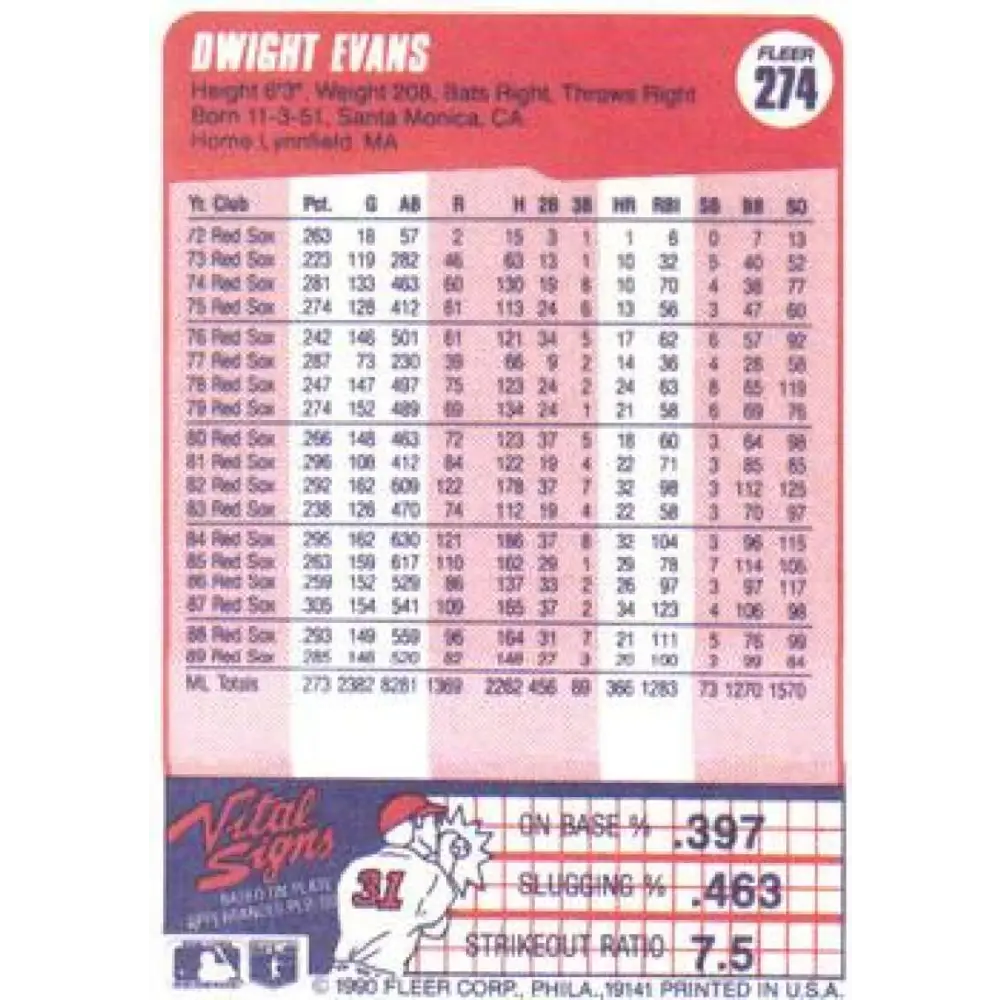 DWIGHT EVANS
FLEER
274
Height 6'3", Weight 208, Bats Right, Throws Right
Born 11-3-51, Santa Monica, CA
Home Lynnfield, MA
Yr. Club Pct. G AB R H 2B 3B HR RBI SB BB SO
72 Red Sox .263 18 57 2 15 3 1 1 6 0 7 13
73 Red Sox .223 119 282 46 63 13 1 10 32 5 40 52
74 Red Sox .281 133 463 60 130 19 8 10 70 4 38 77
75 Red Sox .274 128 412 61 113 24 6 13 56 3 47 60
76 Red Sox .242 146 501 61 121 34 5 17 62 6 57 92
77 Red Sox .287 73 230 39 66 9 2 14 36 4 28 58
78 Red Sox .247 147 497 75 123 24 2 24 63 8 65 119
79 Red Sox .274 152 489 69 134 24 1 21 58 6 69 76
80 Red Sox .266 148 463 72 123 37 5 18 60 3 64 98
81 Red Sox .296 108 412 84 122 19 4 22 71 3 85 85
82 Red Sox .292 162 609 122 178 37 7 32 98 3 112 125
83 Red Sox .238 126 470 74 112 19 4 22 58 3 70 97
84 Red Sox .295 162 630 121 186 37 8 32 104 3 96 115
85 Red Sox .263 159 617 110 162 29 1 29 78 7 114 105
86 Red Sox .259 152 529 86 137 33 2 26 97 3 97 117
87 Red Sox .305 154 541 109 165 37 2 34 123 4 106 98
88 Red Sox .293 149 559 96 164 31 7 21 111 5 76 99
89 Red Sox .285 146 520 82 148 27 3 20 100 3 99 84
ML Totals .273 2382 8281 1369 2262 456 69 366 1283 73 1270 1570
Vital Signs
ON BASE % .397
SLUGGING % .463
STRIKEOUT RATIO 7.5
31
© 1990 FLEER CORP., PHILA., 19141 PRINTED IN U.S.A.